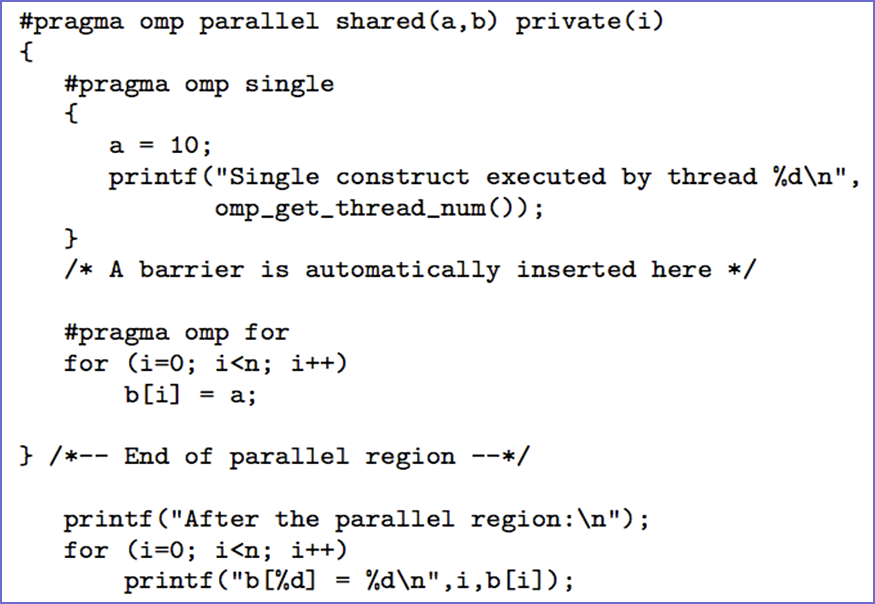 #pragma omp parallel shared(a,b) private(i)
{
   #pragma omp single
   {
      a = 10;
      printf("Single construct executed by thread %d\n",
             omp_get_thread_num());
   }
   /* A barrier is automatically inserted here */

   #pragma omp for
   for (i=0; i<n; i++)
       b[i] = a;

} /*-- End of parallel region --*/

   printf("After the parallel region:\n");
   for (i=0; i<n; i++)
       printf("b[%d] = %d\n",i,b[i]);